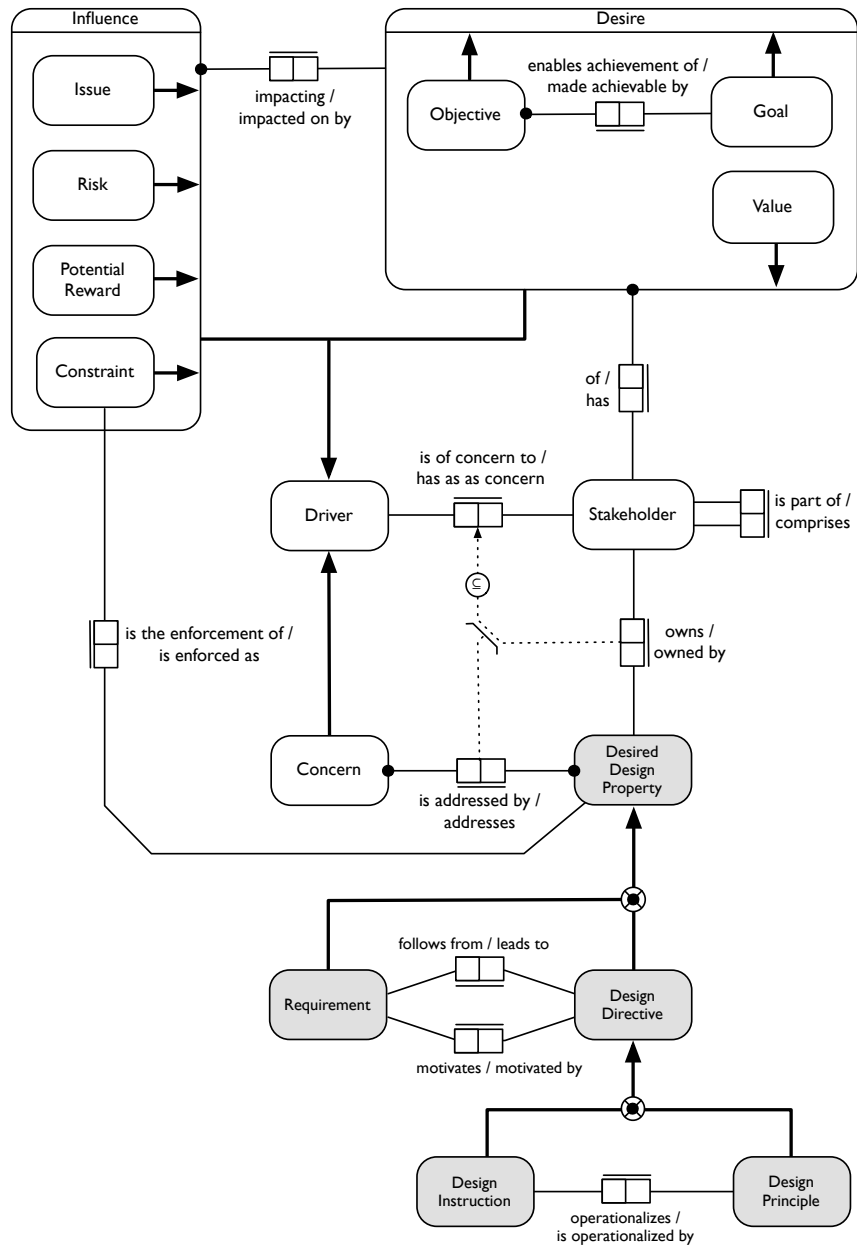 Influence
Desire
Issue
Risk
Potential
Reward
Constraint
impacting /
impacted on by
Objective
enables achievement of /
made achievable by
Goal
Value
of /
has
is of concern to /
has as as concern
Driver
Stakeholder
is part of /
comprises
⊆
is the enforcement of /
is enforced as
owns /
owned by
Concern
is addressed by /
addresses
Desired
Design
Property
follows from / leads to
Requirement
Design
Directive
motivates / motivated by
Design
Instruction
operationalizes /
is operationalized by
Design
Principle